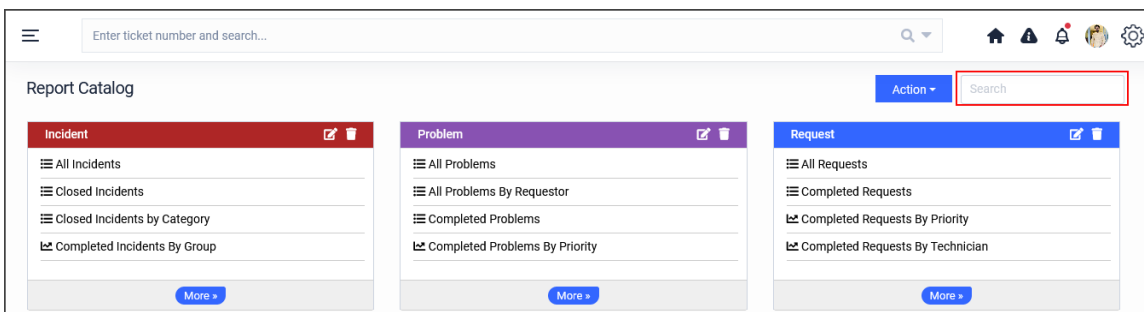 Enter ticket number and search...
Report Catalog
Action
Search
Incident
All Incidents
Closed Incidents
Closed Incidents by Category
Completed Incidents By Group
More »
Problem
All Problems
All Problems By Requestor
Completed Problems
Completed Problems By Priority
More »
Request
All Requests
Completed Requests
Completed Requests By Priority
Completed Requests By Technician
More »